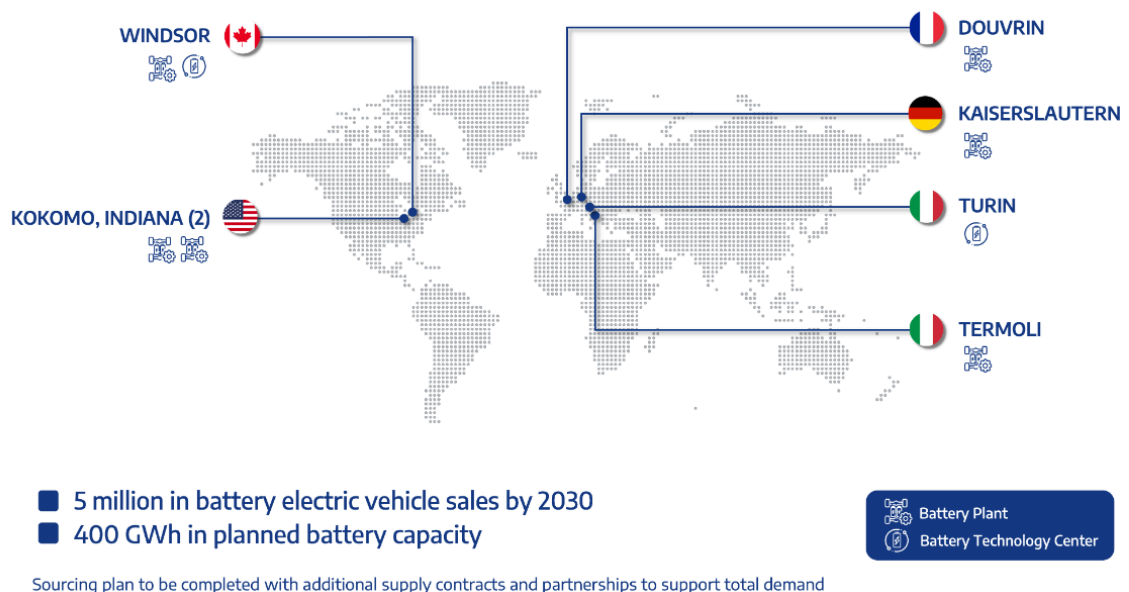 WINDSOR
DOUVRIN
KAISERSLAUTERN
KOKOMO, INDIANA (2)
TURIN
TERMOLI
5 million in battery electric vehicle sales by 2030
400 GWh in planned battery capacity
Battery Plant
Battery Technology Center
Sourcing plan to be completed with additional supply contracts and partnerships to support total demand